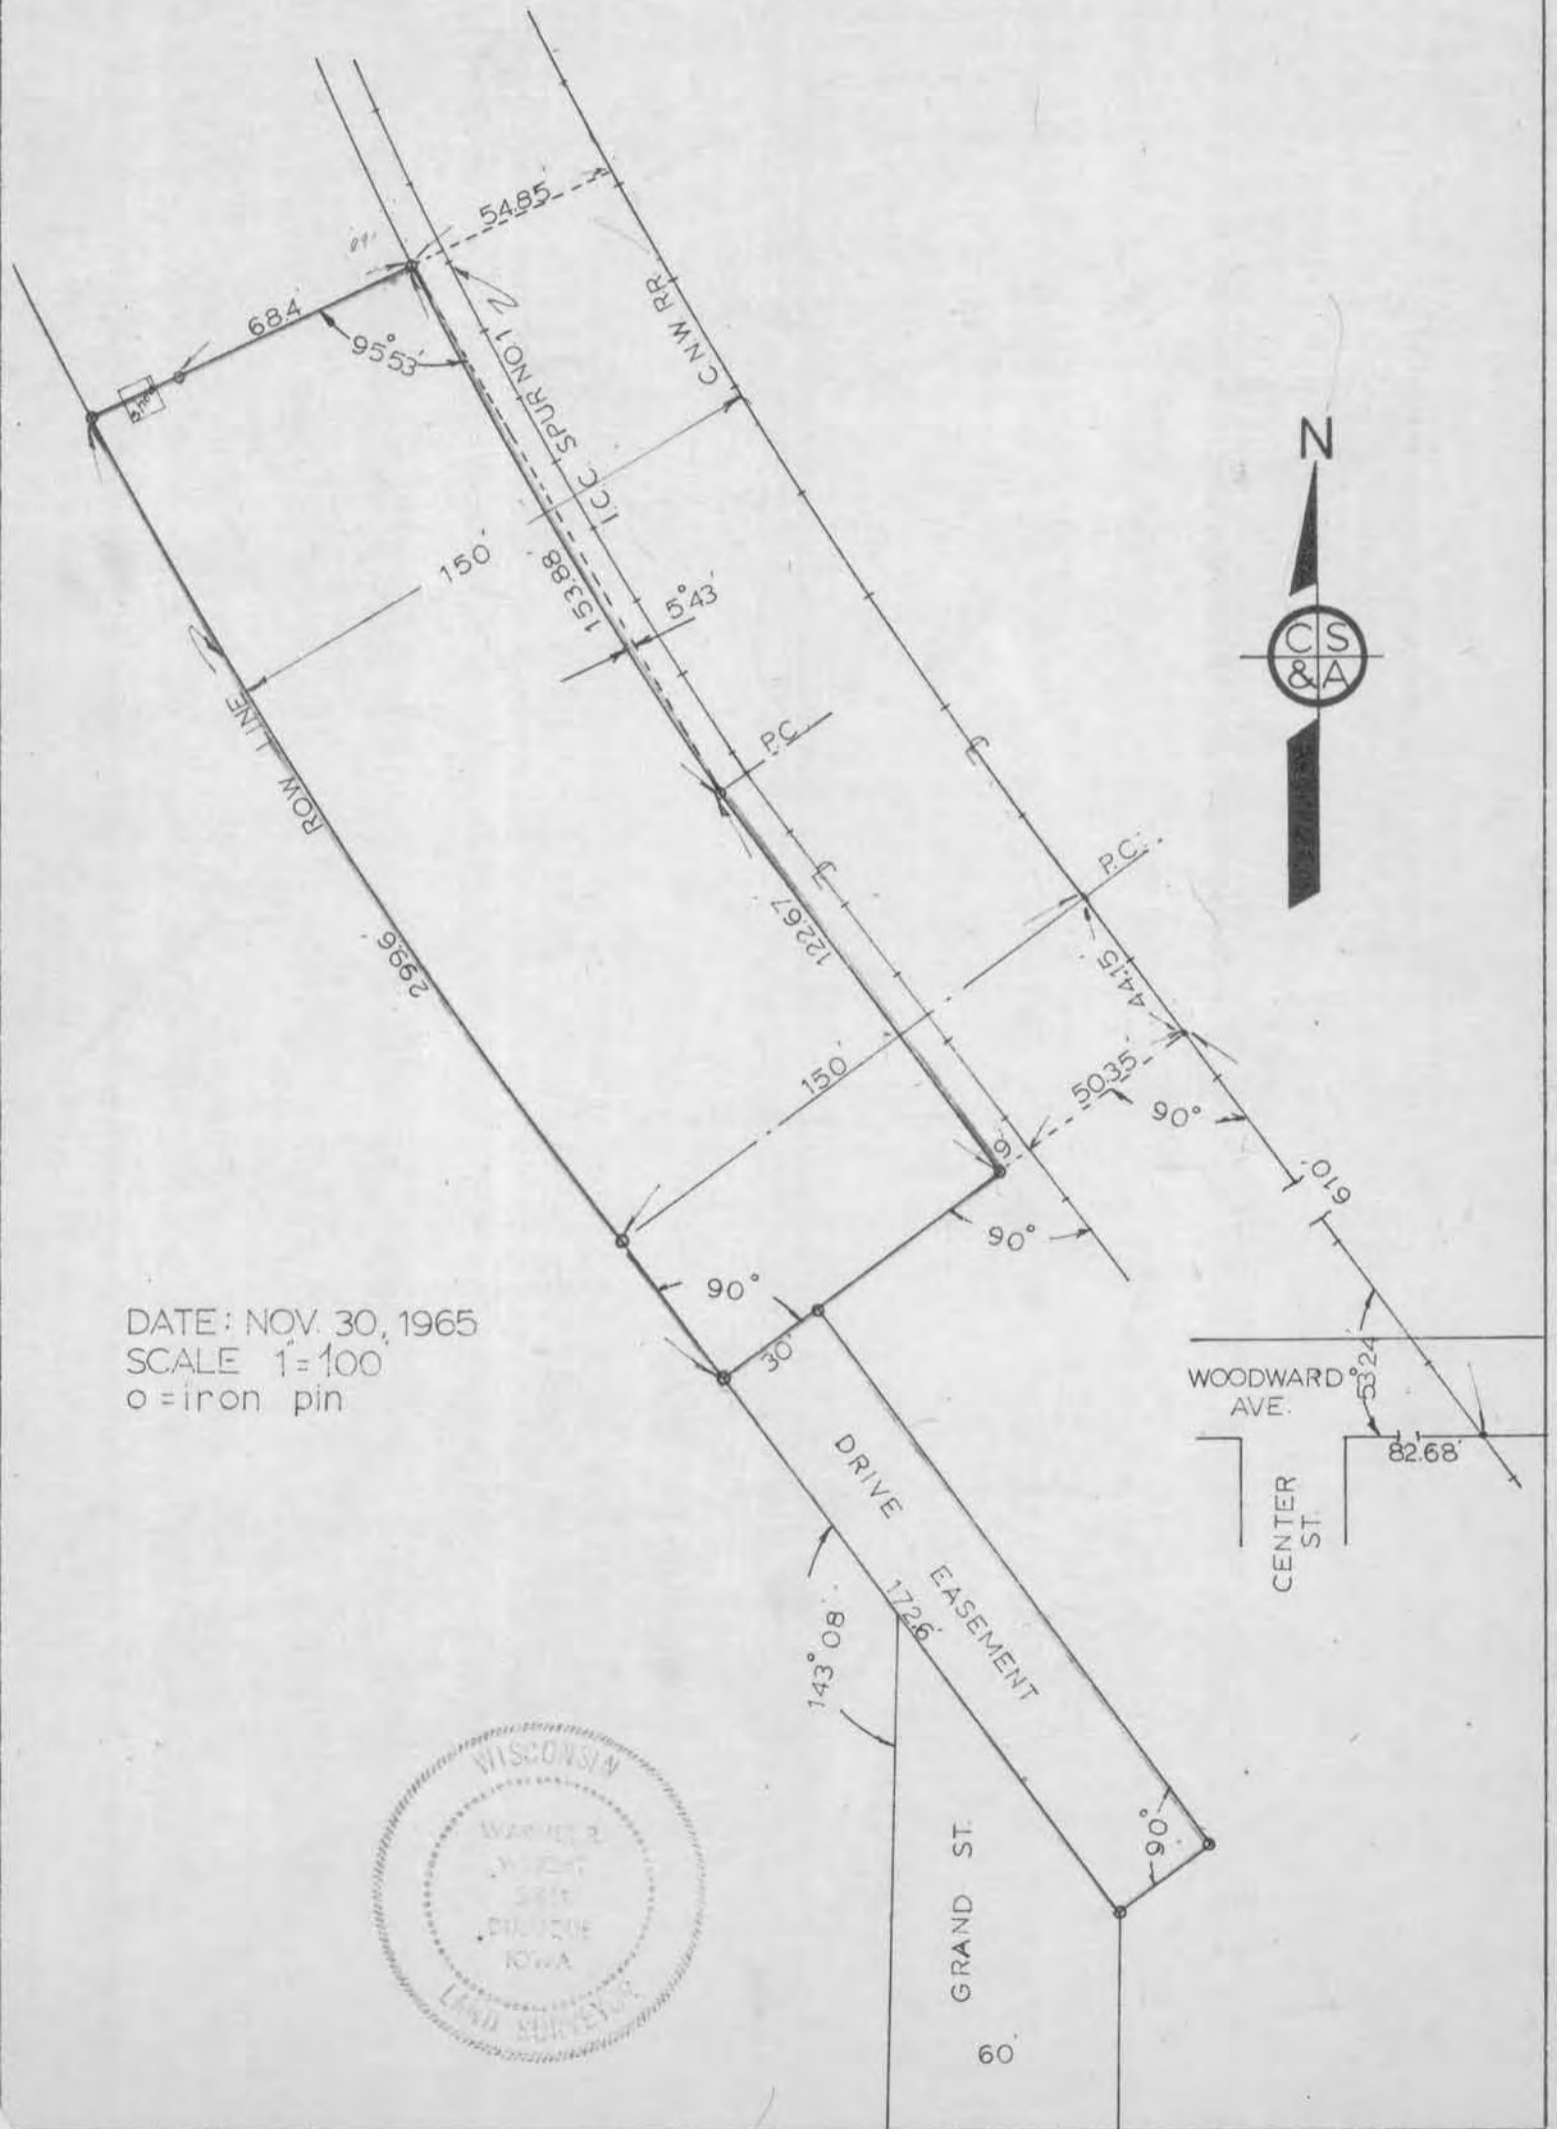 54.85'
68.4'
95°53'
I.C.C. SPUR NO.1
C.N.W. RR.
N
C S
& A
150'
153.88'
5°43'
ROW LINE
P.C.
P.C.
299.6'
122.67'
44.15'
150'
50.35'
90°
6'
610'
90°
90°
30'
DATE: NOV. 30, 1965
SCALE 1"=100'
o = iron pin
WOODWARD
AVE.
53°24'
82.68'
CENTER
ST.
DRIVE EASEMENT
172.6'
143°08'
90°
GRAND ST.
60'
WISCONSIN
DUBUQUE
IOWA
LAND SURVEYOR